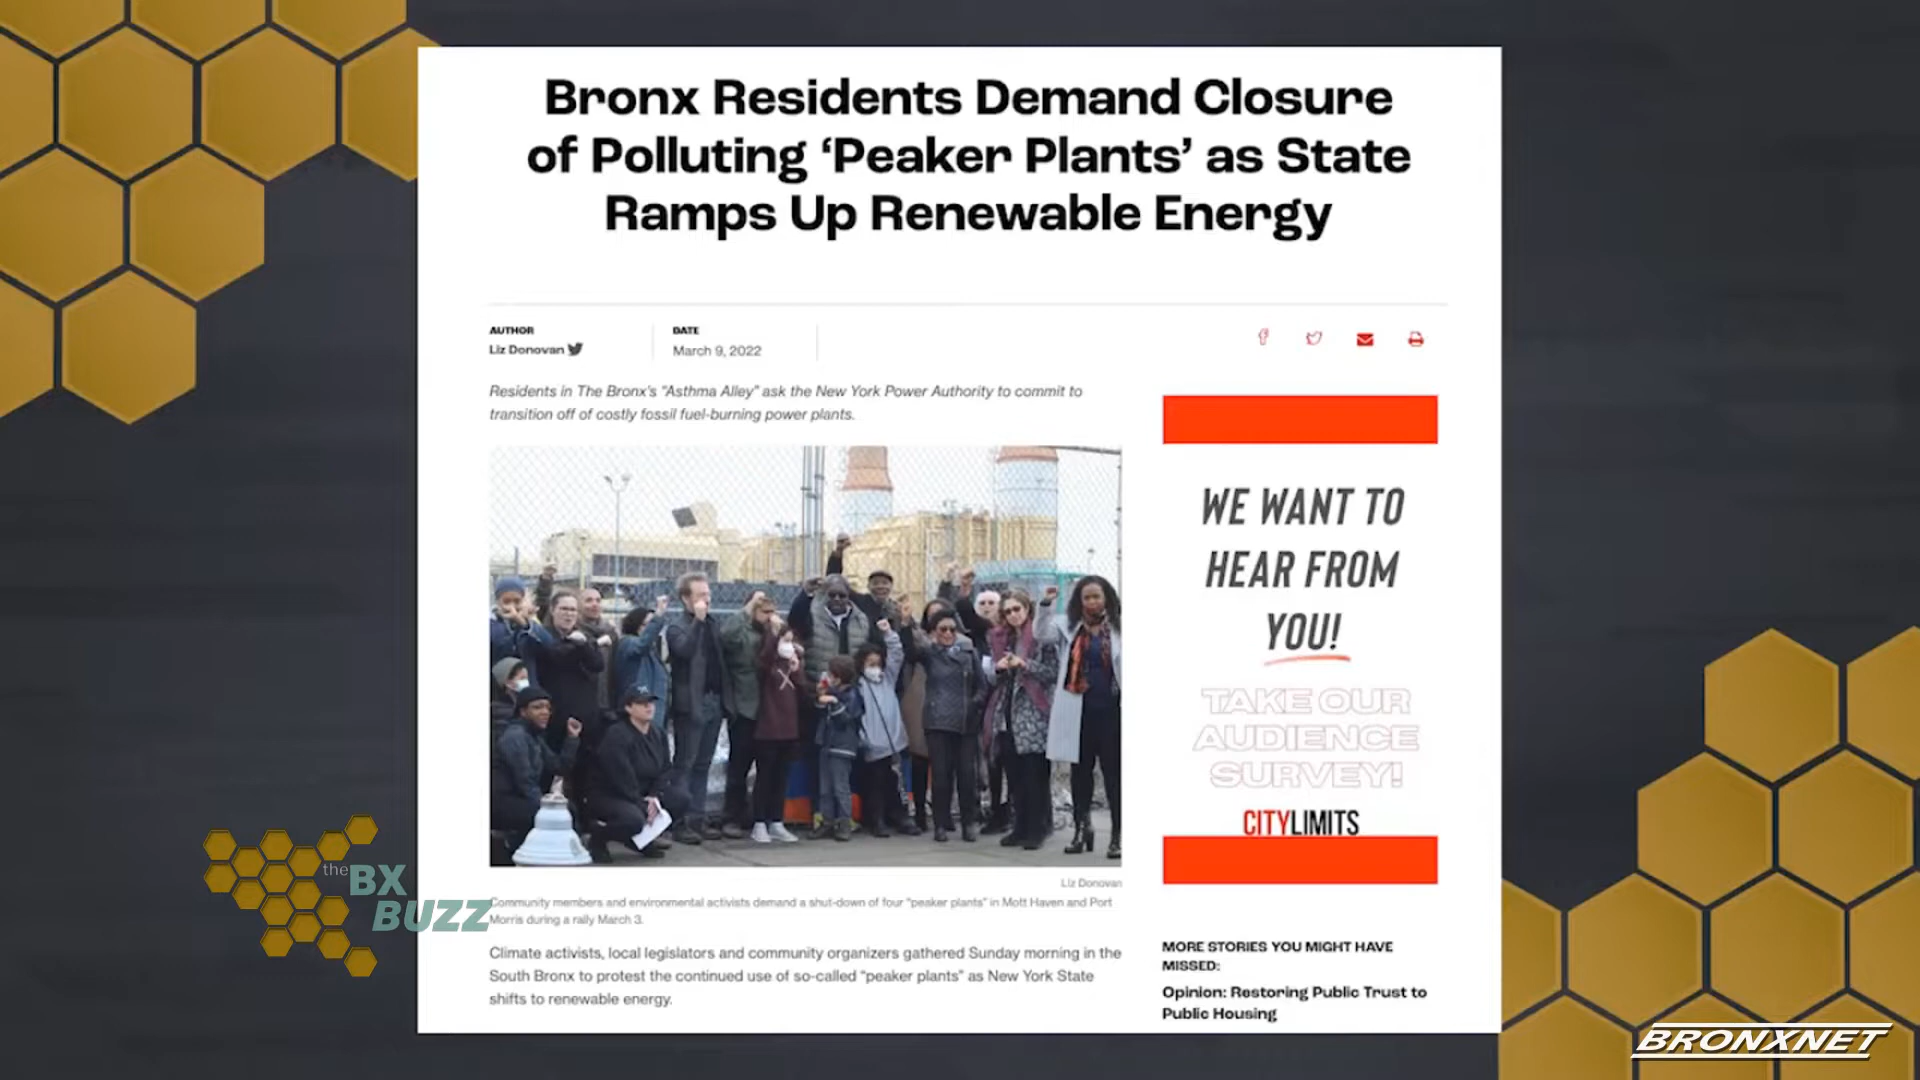 Bronx Residents Demand Closure
of Polluting ‘Peaker Plants’ as State
Ramps Up Renewable Energy
AUTHOR
Liz Donovan
DATE
March 9, 2022
Residents in The Bronx's "Asthma Alley" ask the New York Power Authority to commit to
transition off of costly fossil fuel-burning power plants.
Liz Donovan
Community members and environmental activists demand a shut-down of four "peaker plants" in Mott Haven and Port
Morris during a rally March 3.
Climate activists, local legislators and community organizers gathered Sunday morning in the
South Bronx to protest the continued use of so-called "peaker plants" as New York State
shifts to renewable energy.
WE WANT TO
HEAR FROM
YOU!
TAKE OUR
AUDIENCE
SURVEY!
CITYLIMITS
MORE STORIES YOU MIGHT HAVE
MISSED:
Opinion: Restoring Public Trust to
Public Housing
the BX
BUZZ
BRONXNET